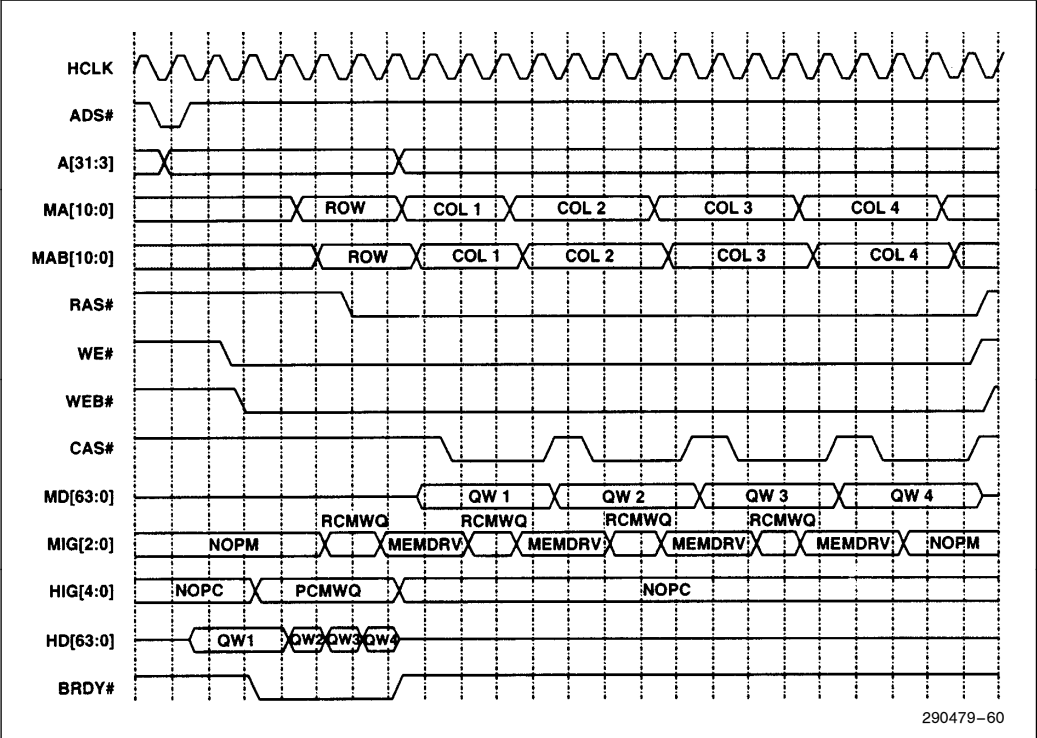 HCLK
ADS#
A[31:3]
MA[10:0] ROW COL 1 COL 2 COL 3 COL 4
MAB[10:0] ROW COL 1 COL 2 COL 3 COL 4
RAS#
WE#
WEB#
CAS#
MD[63:0] QW 1 QW 2 QW 3 QW 4
RCMWQ RCMWQ RCMWQ RCMWQ
MIG[2:0] NOPM MEMDRV MEMDRV MEMDRV MEMDRV NOPM
HIG[4:0] NOPC PCMWQ NOPC
HD[63:0] QW1 QW2 QW3 QW4
BRDY#
290479–60